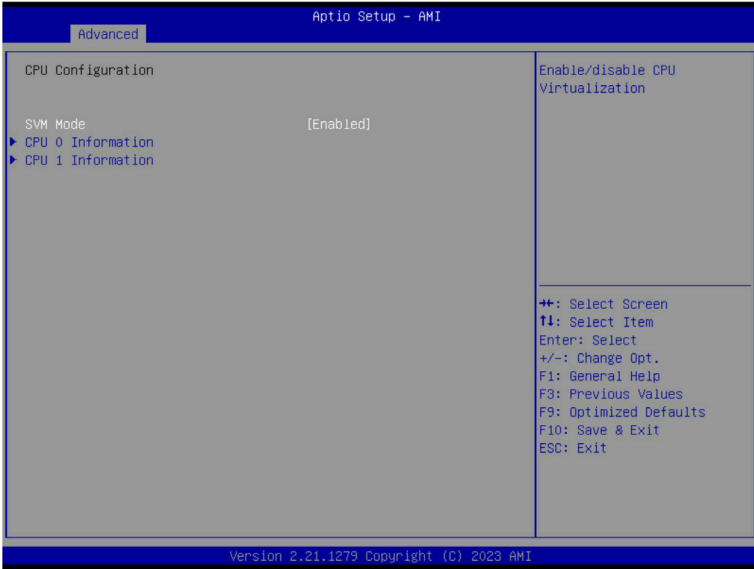 Aptio Setup – AMI
Advanced
CPU Configuration
SVM Mode [Enabled]
CPU 0 Information
CPU 1 Information
Enable/disable CPU
Virtualization
→←: Select Screen
↑↓: Select Item
Enter: Select
+/-: Change Opt.
F1: General Help
F3: Previous Values
F9: Optimized Defaults
F10: Save & Exit
ESC: Exit
Version 2.21.1279 Copyright (C) 2023 AMI